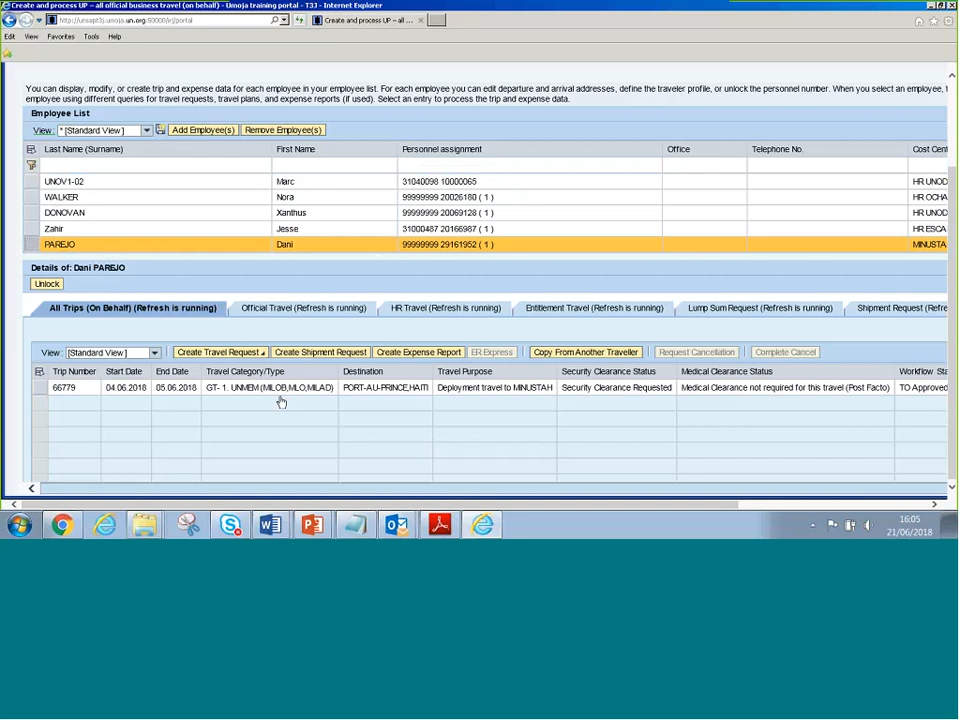 Create and process UP – all official business travel (on behalf) - Umoja training portal - T3J - Internet Explorer
http://unsapt3j.umoja.un.org:50000/irj/portal
Create and process UP – all ...
Edit View Favorites Tools Help
You can display, modify, or create trip and expense data for each employee in your employee list. For each employee you can edit departure and arrival addresses, define the traveler profile, or unlock the personnel number. When you select an employee, t
employee using different queries for travel requests, travel plans, and expense reports (if used). Select an entry to process the trip and expense data.
Employee List
View : * [Standard View] Add Employee(s) Remove Employee(s)
Last Name (Surname) First Name Personnel assignment Office Telephone No. Cost Cent
UNOV1-02 Marc 31040098 10000065 HR UNOD
WALKER Nora 99999999 20026180 ( 1 ) HR OCHA
DONOVAN Xanthus 99999999 20069128 ( 1 ) HR UNOD
Zahir Jesse 31000487 20166987 ( 1 ) HR ESCA
PAREJO Dani 99999999 29161952 ( 1 ) MINUSTA
Details of: Dani PAREJO
Unlock
All Trips (On Behalf) (Refresh is running) Official Travel (Refresh is running) HR Travel (Refresh is running) Entitlement Travel (Refresh is running) Lump Sum Request (Refresh is running) Shipment Request (Refre
View : [Standard View] Create Travel Request Create Shipment Request Create Expense Report ER Express Copy From Another Traveller Request Cancellation Complete Cancel
Trip Number Start Date End Date Travel Category/Type Destination Travel Purpose Security Clearance Status Medical Clearance Status Workflow Sta
66779 04.06.2018 05.06.2018 GT- 1. UNMEM (MILOB,MLO,MILAD) PORT-AU-PRINCE,HAITI Deployment travel to MINUSTAH Security Clearance Requested Medical Clearance not required for this travel (Post Facto) TO Approved
16:05
21/06/2018